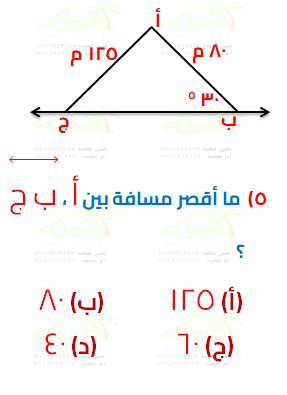 أ
٨٠ م
١٢٥ م
٣٠ °
ب
ج
٥) ما أقصر مسافة بين أ ، ب ج
؟
(أ) ١٢٥ (ب) ٨٠
(ج) ٦٠ (د) ٤٠